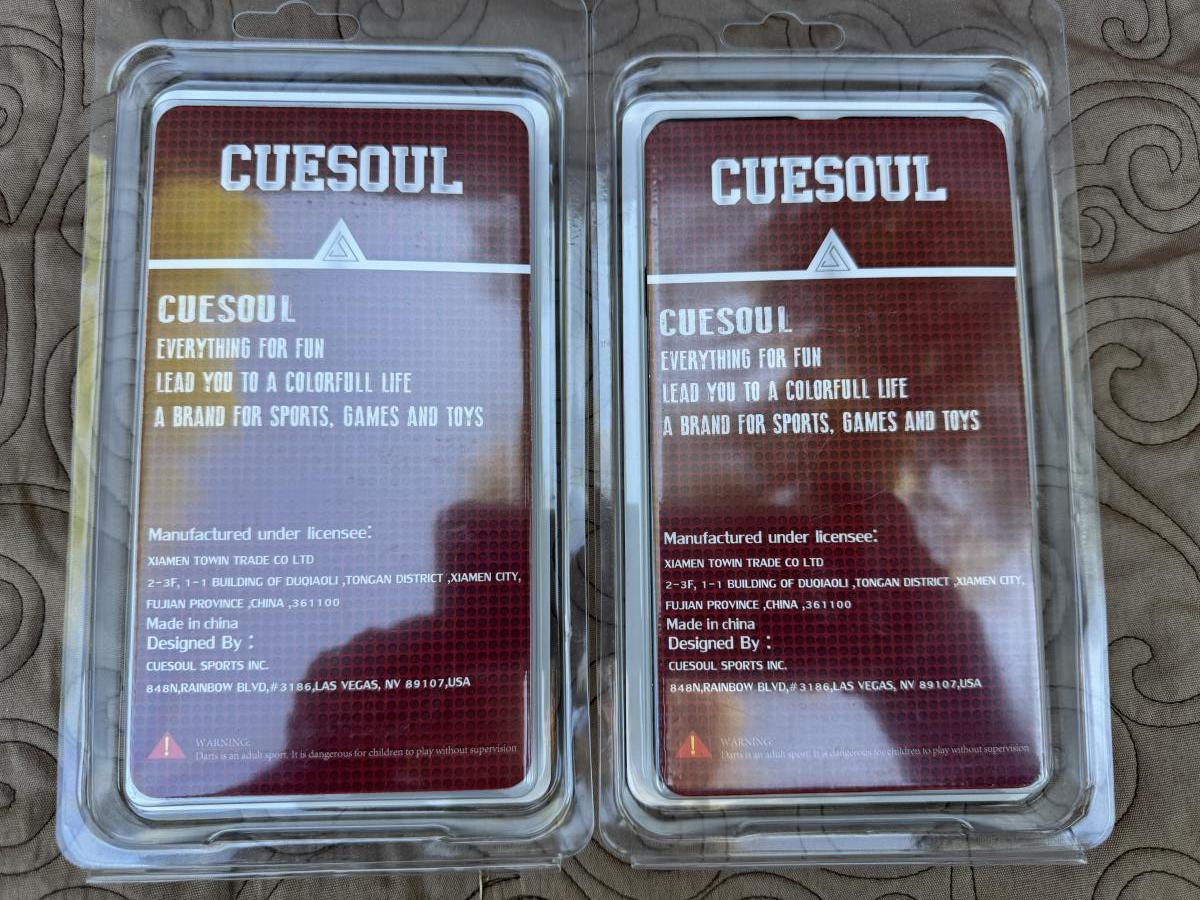 CUESOUL
CUESOUL
EVERYTHING FOR FUN
LEAD YOU TO A COLORFULL LIFE
A BRAND FOR SPORTS, GAMES AND TOYS
Manufactured under licensee:
XIAMEN TOWIN TRADE CO LTD
2-3F, 1-1 BUILDING OF DUQIAOLI ,TONGAN DISTRICT ,XIAMEN CITY,
FUJIAN PROVINCE ,CHINA ,361100
Made in china
Designed By :
CUESOUL SPORTS INC.
848N,RAINBOW BLVD,#3186,LAS VEGAS, NV 89107,USA
WARNING:
Darts is an adult sport. It is dangerous for children to play without supervision
CUESOUL
CUESOUL
EVERYTHING FOR FUN
LEAD YOU TO A COLORFULL LIFE
A BRAND FOR SPORTS, GAMES AND TOYS
Manufactured under licensee:
XIAMEN TOWIN TRADE CO LTD
2-3F, 1-1 BUILDING OF DUQIAOLI ,TONGAN DISTRICT ,XIAMEN CITY,
FUJIAN PROVINCE ,CHINA ,361100
Made in china
Designed By :
CUESOUL SPORTS INC.
848N,RAINBOW BLVD,#3186,LAS VEGAS, NV 89107,USA
WARNING:
Darts is an adult sport. It is dangerous for children to play without supervision